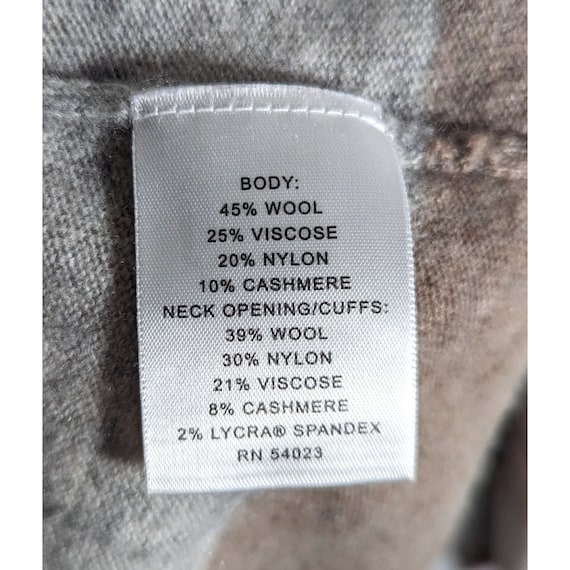 BODY:
45% WOOL
25% VISCOSE
20% NYLON
10% CASHMERE
NECK OPENING/CUFFS:
39% WOOL
30% NYLON
21% VISCOSE
8% CASHMERE
2% LYCRA® SPANDEX
RN 54023